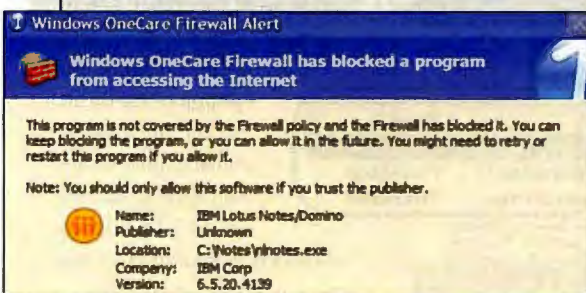 Windows OneCare Firewall Alert
Windows OneCare Firewall has blocked a program
from accessing the Internet
This program is not covered by the Firewall policy and the Firewall has blocked it. You can
keep blocking the program, or you can allow it in the future. You might need to retry or
restart this program if you allow it.
Note: You should only allow this software if you trust the publisher.
Name: IBM Lotus Notes/Domino
Publisher: Unknown
Location: C:\Notes\nlnotes.exe
Company: IBM Corp
Version: 6.5.20.4139